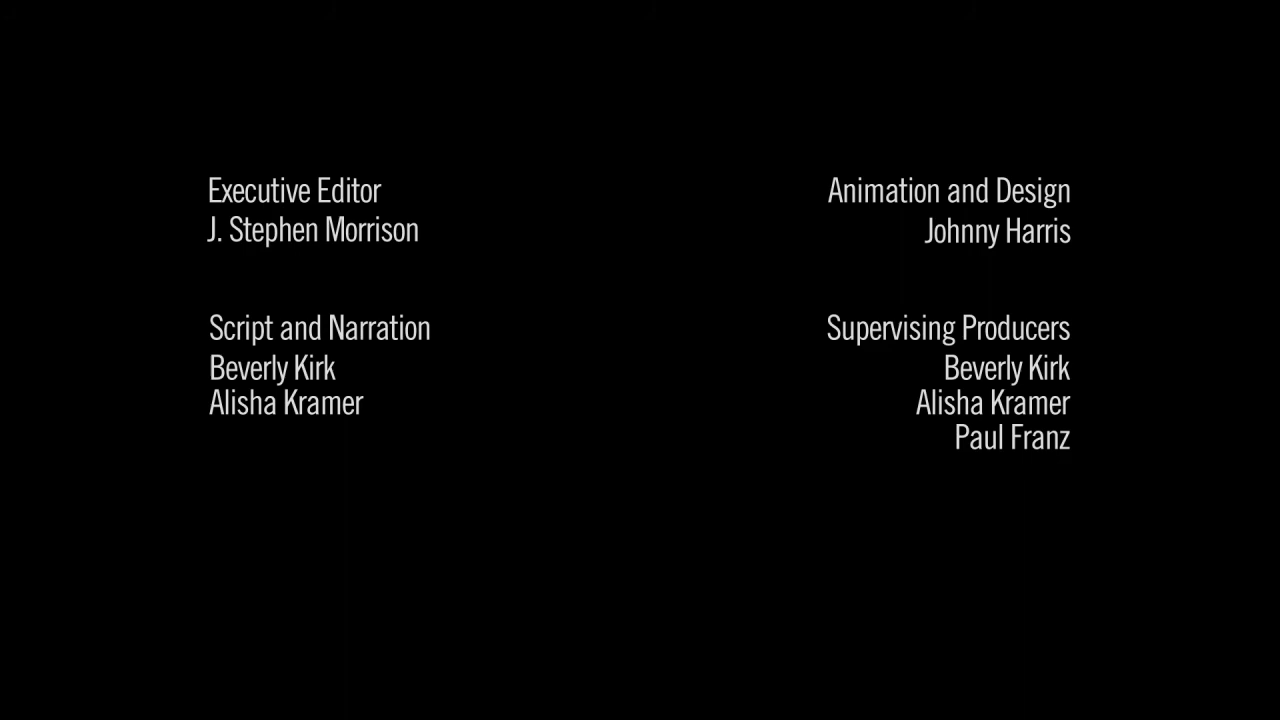 Executive Editor
J. Stephen Morrison
Script and Narration
Beverly Kirk
Alisha Kramer
Animation and Design
Johnny Harris
Supervising Producers
Beverly Kirk
Alisha Kramer
Paul Franz